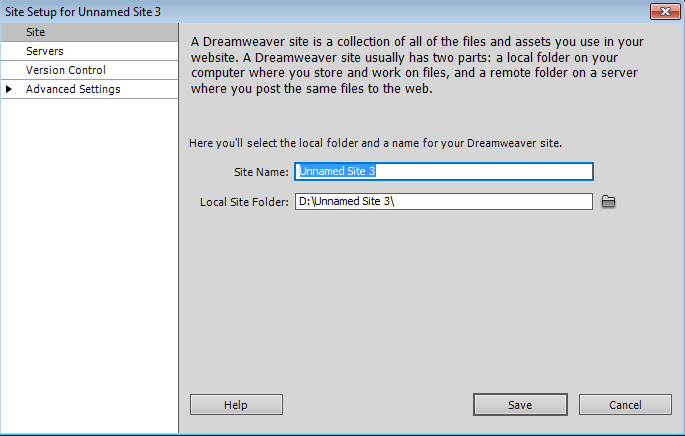 Site Setup for Unnamed Site 3
Site
Servers
Version Control
Advanced Settings
A Dreamweaver site is a collection of all of the files and assets you use in your
website. A Dreamweaver site usually has two parts: a local folder on your
computer where you store and work on files, and a remote folder on a server
where you post the same files to the web.
Here you'll select the local folder and a name for your Dreamweaver site.
Site Name: Unnamed Site 3
Local Site Folder: D:\Unnamed Site 3\
Help Save Cancel